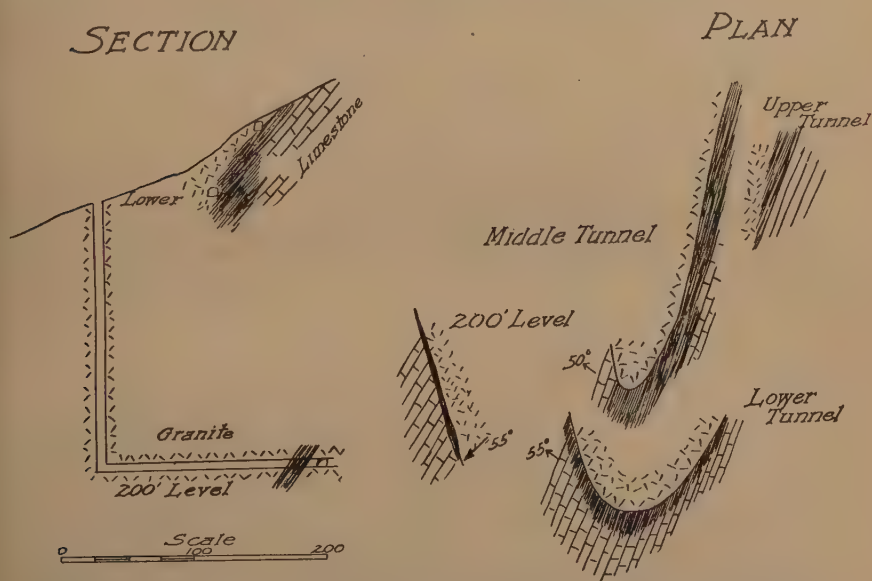 SECTION
Limestone
Lower
Granite
200' Level
Scale
0 100 200
PLAN
Upper
Tunnel
Middle Tunnel
200' Level
50°
55°
Lower
Tunnel
55°